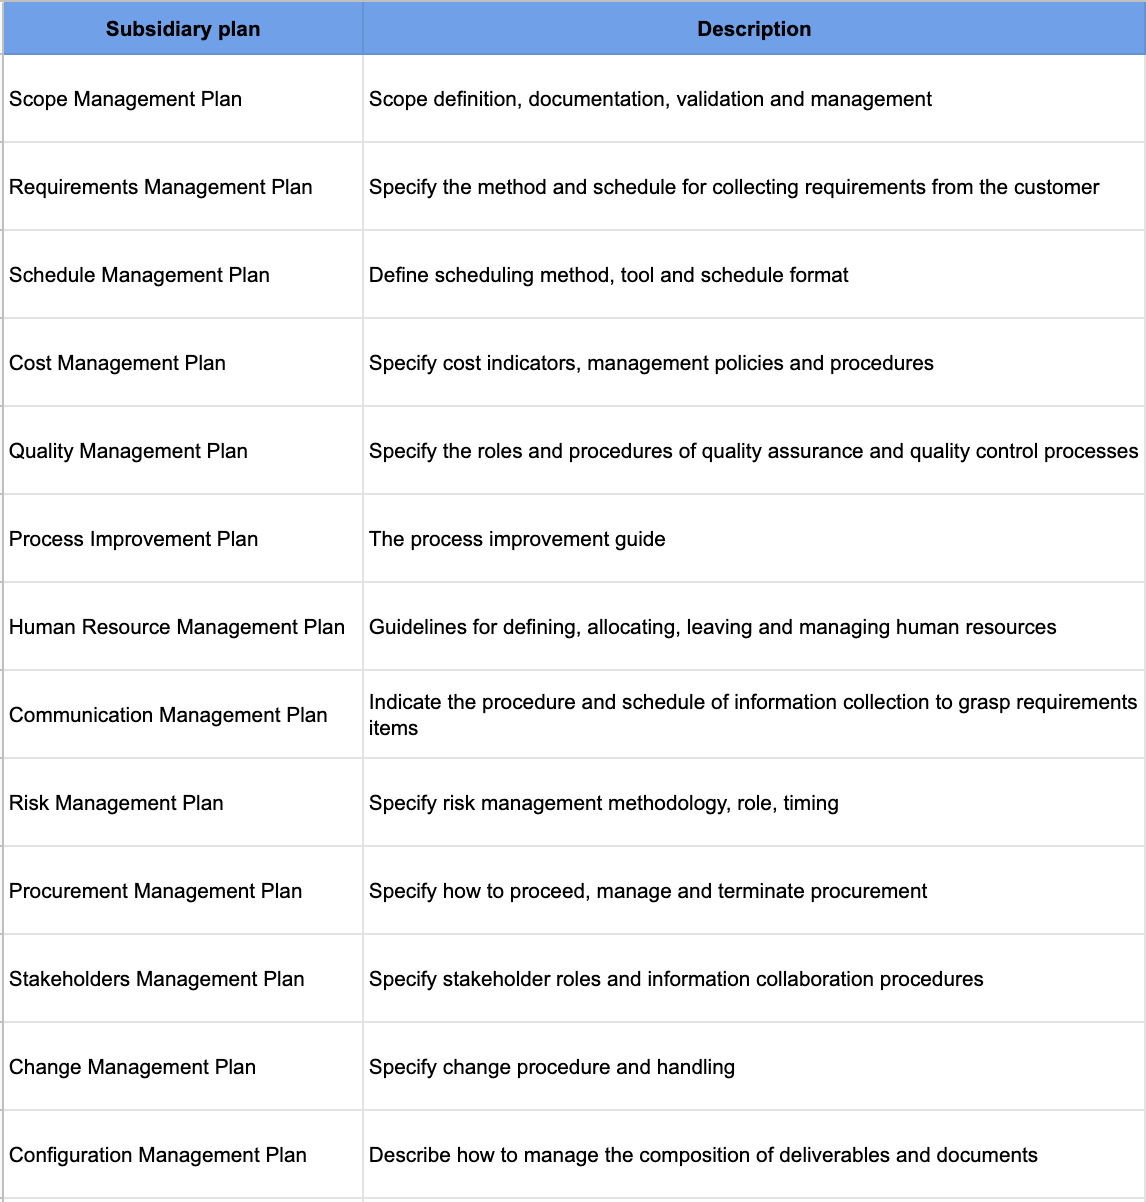 Subsidiary plan
Description
Scope Management Plan
Scope definition, documentation, validation and management
Requirements Management Plan
Specify the method and schedule for collecting requirements from the customer
Schedule Management Plan
Define scheduling method, tool and schedule format
Cost Management Plan
Specify cost indicators, management policies and procedures
Quality Management Plan
Specify the roles and procedures of quality assurance and quality control processes
Process Improvement Plan
The process improvement guide
Human Resource Management Plan
Guidelines for defining, allocating, leaving and managing human resources
Communication Management Plan
Indicate the procedure and schedule of information collection to grasp requirements
items
Risk Management Plan
Specify risk management methodology, role, timing
Procurement Management Plan
Specify how to proceed, manage and terminate procurement
Stakeholders Management Plan
Specify stakeholder roles and information collaboration procedures
Change Management Plan
Specify change procedure and handling
Configuration Management Plan
Describe how to manage the composition of deliverables and documents